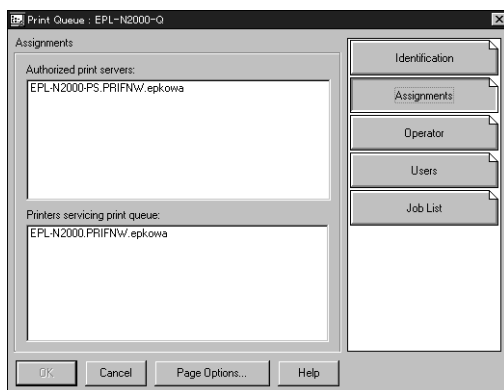 Print Queue : EPL-N2000-Q
Assignments
Authorized print servers:
EPL-N2000-PS.PRIFNW.epkowa
Printers servicing print queue:
EPL-N2000.PRIFNW.epkowa
Identification
Assignments
Operator
Users
Job List
OK
Cancel
Page Options...
Help